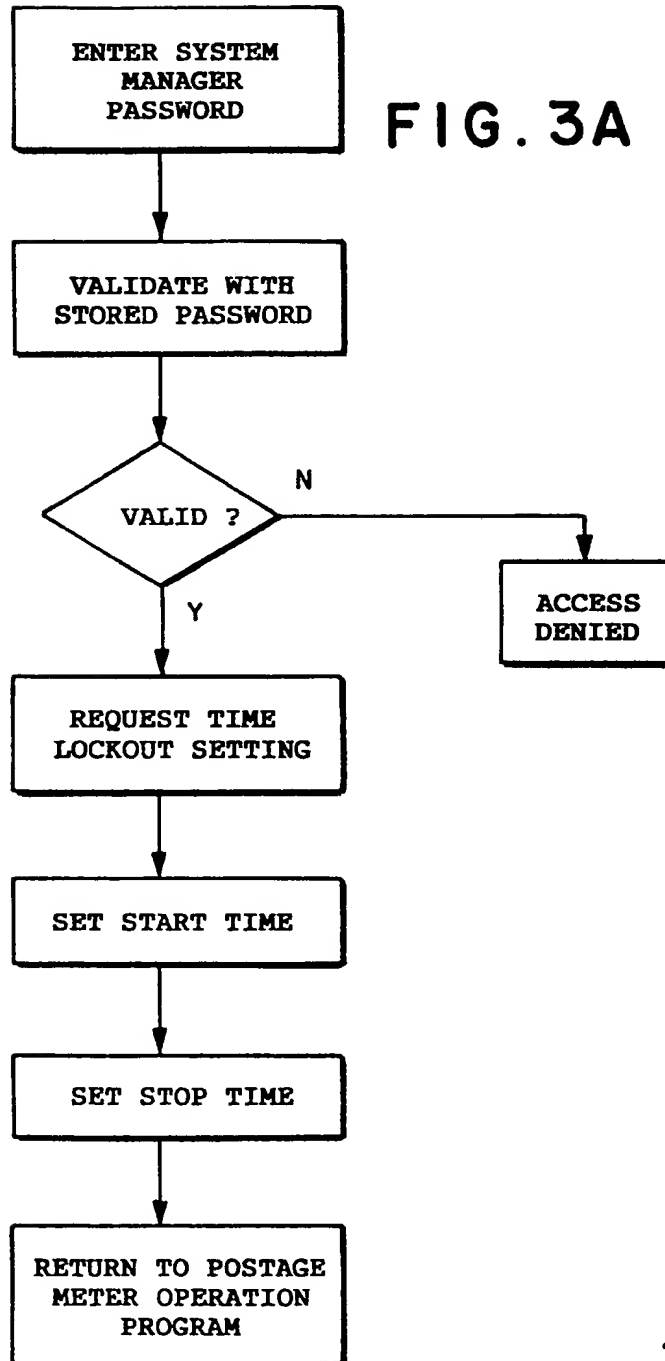 ENTER SYSTEM
MANAGER
PASSWORD
FIG. 3A
VALIDATE WITH
STORED PASSWORD
VALID ?
N
Y
ACCESS
DENIED
REQUEST TIME
LOCKOUT SETTING
SET START TIME
SET STOP TIME
RETURN TO POSTAGE
METER OPERATION
PROGRAM